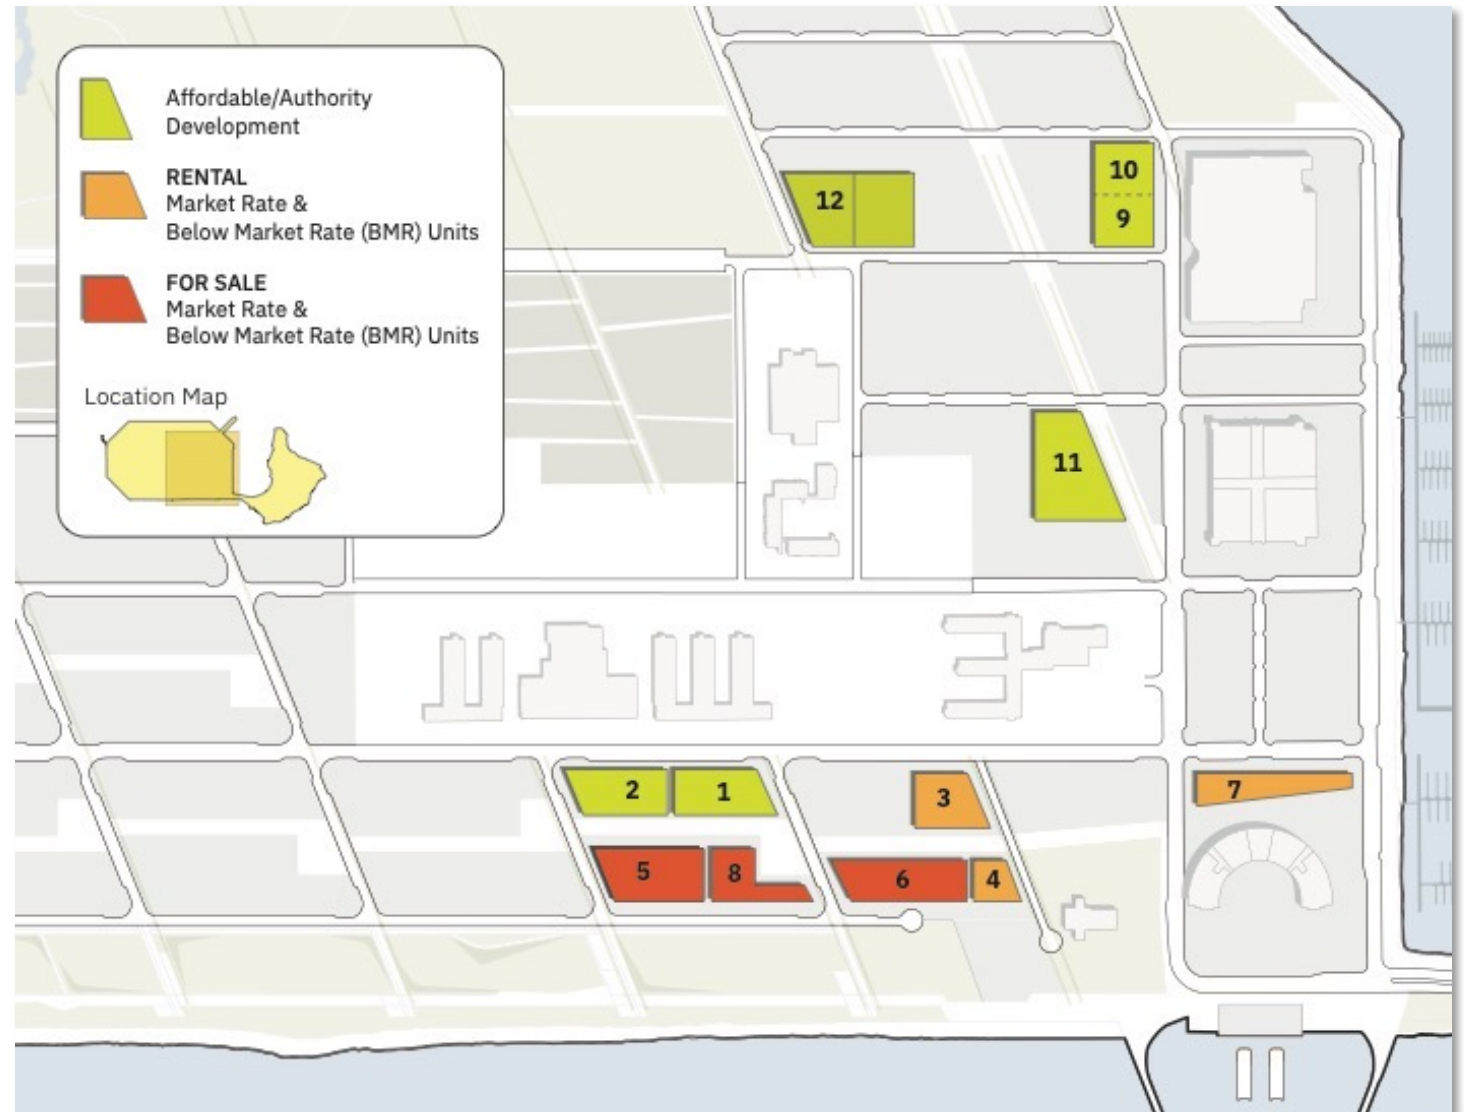 Affordable/Authority
Development
RENTAL
Market Rate &
Below Market Rate (BMR) Units
FOR SALE
Market Rate &
Below Market Rate (BMR) Units
Location Map
10
12
9
11
2
1
3
7
5
8
6
4